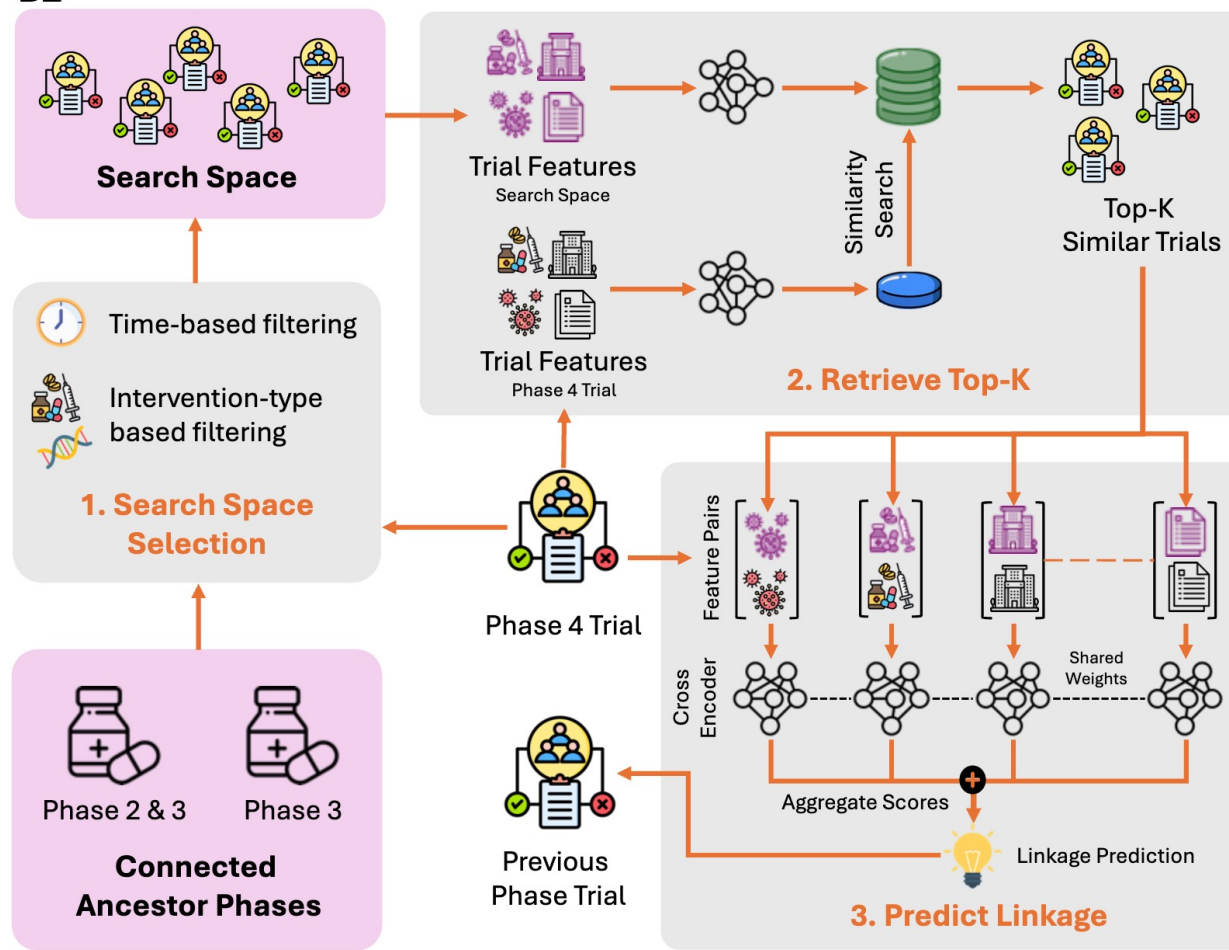 Search Space
Trial Features
Search Space
Similarity
Search
Top-K
Similar Trials
Trial Features
Phase 4 Trial
2. Retrieve Top-K
Time-based filtering
Intervention-type
based filtering
1. Search Space
Selection
Phase 4 Trial
Feature Pairs
Cross
Encoder
Shared
Weights
Aggregate Scores
Linkage Prediction
3. Predict Linkage
Previous
Phase Trial
Phase 2 & 3
Phase 3
Connected
Ancestor Phases